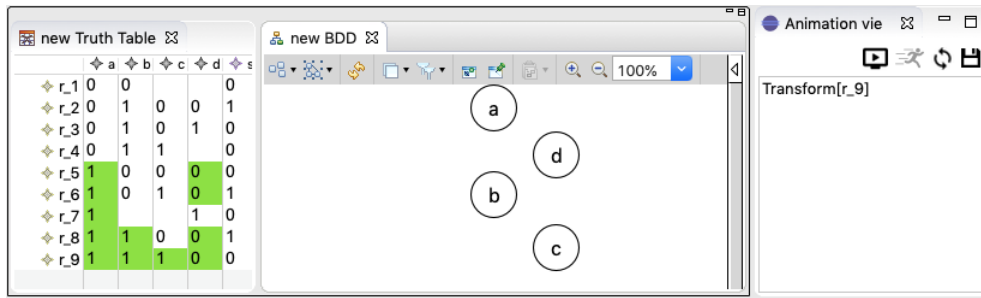 new Truth Table
a b c d s
r_1 0 0 0
r_2 0 1 0 0 1
r_3 0 1 0 1 0
r_4 0 1 1 0
r_5 1 0 0 0 0
r_6 1 0 1 0 1
r_7 1 1 0
r_8 1 1 0 0 1
r_9 1 1 1 0 0
new BDD
100%
a
d
b
c
Animation vie
Transform[r_9]